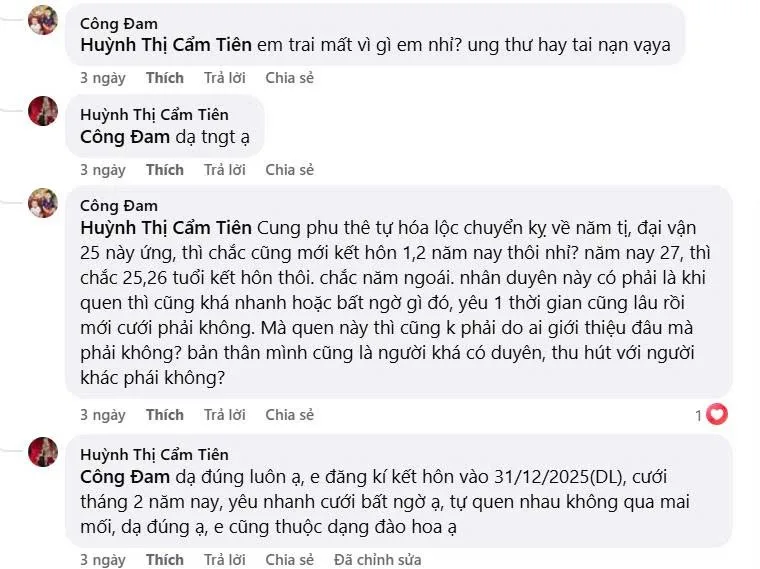 Công Đam
Huỳnh Thị Cẩm Tiên em trai mất vì gì em nhỉ? ung thư hay tai nạn vạya
3 ngày Thích Trả lời Chia sẻ
Huỳnh Thị Cẩm Tiên
Công Đam dạ tngt ạ
3 ngày Thích Trả lời Chia sẻ
Công Đam
Huỳnh Thị Cẩm Tiên Cung phu thê tự hóa lộc chuyển kỵ về năm tị, đại vận
25 này ứng, thì chắc cũng mới kết hôn 1,2 năm nay thôi nhỉ? năm nay 27, thì
chắc 25,26 tuổi kết hôn thôi. chắc năm ngoái. nhân duyên này có phải là khi
quen thì cũng khá nhanh hoặc bất ngờ gì đó, yêu 1 thời gian cũng lâu rồi
mới cưới phải không. Mà quen này thì cũng k phải do ai giới thiệu đâu mà
phải không? bản thân mình cũng là người khá có duyên, thu hút với người
khác phái không?
3 ngày Thích Trả lời Chia sẻ 1
Huỳnh Thị Cẩm Tiên
Công Đam dạ đúng luôn ạ, e đăng kí kết hôn vào 31/12/2025(DL), cưới
tháng 2 năm nay, yêu nhanh cưới bất ngờ ạ, tự quen nhau không qua mai
mối, dạ đúng ạ, e cũng thuộc dạng đào hoa ạ
3 ngày Thích Trả lời Chia sẻ Đã chỉnh sửa